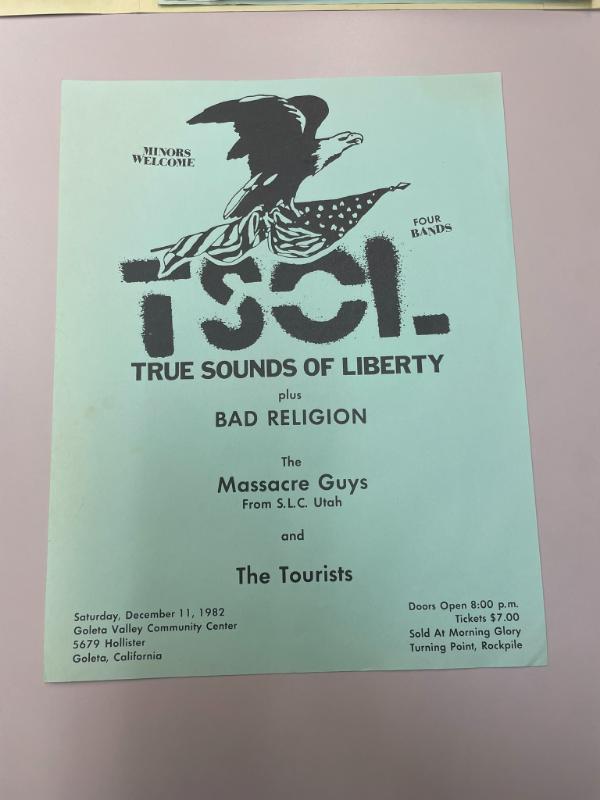 MINORS
WELCOME
FOUR
BANDS
TSOL
TRUE SOUNDS OF LIBERTY
plus
BAD RELIGION
The
Massacre Guys
From S.L.C. Utah
and
The Tourists
Saturday, December 11, 1982
Goleta Valley Community Center
5679 Hollister
Goleta, California
Doors Open 8:00 p.m.
Tickets $7.00
Sold At Morning Glory
Turning Point, Rockpile